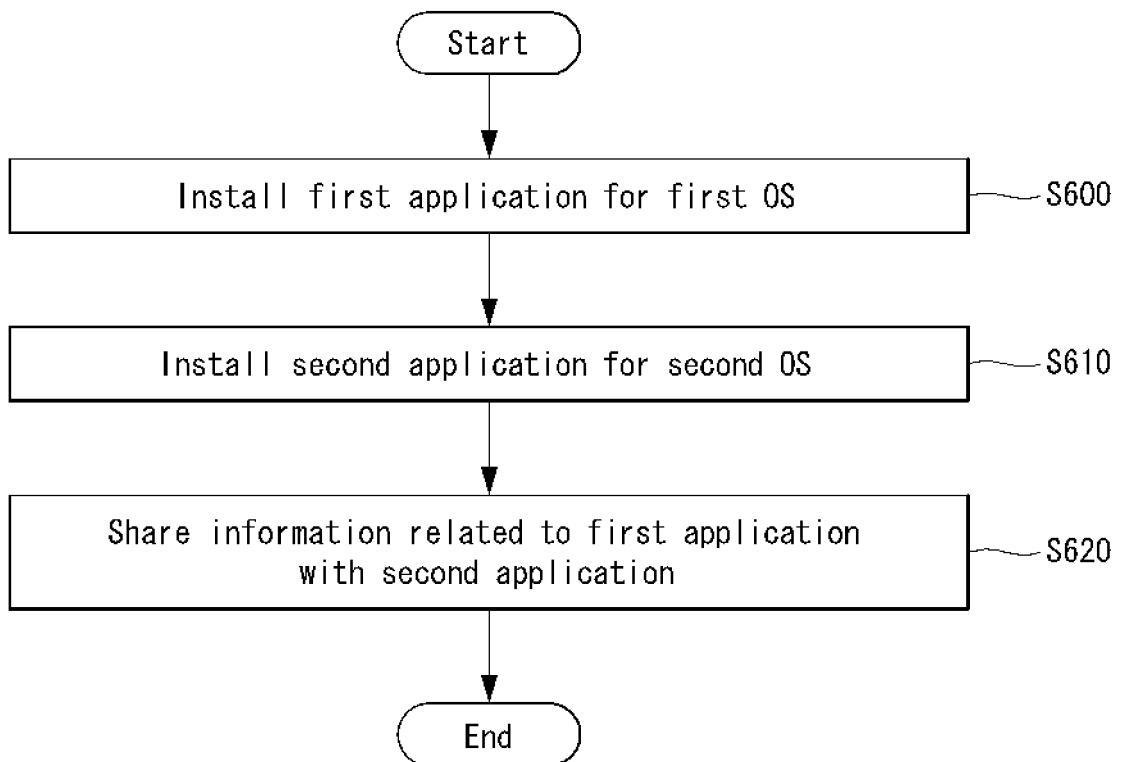 Start
Install first application for first OS
S600
Install second application for second OS
S610
Share information related to first application
with second application
S620
End